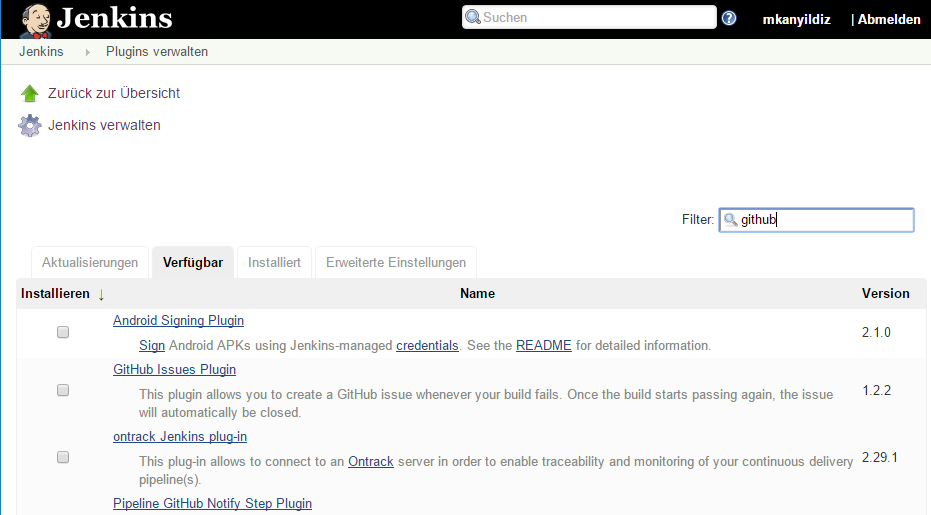 Jenkins
Suchen
mkanyildiz
| Abmelden
Jenkins
Plugins verwalten
Zurück zur Übersicht
Jenkins verwalten
Filter: github
Aktualisierungen
Verfügbar
Installiert
Erweiterte Einstellungen
Installieren ↓
Name
Version
Android Signing Plugin
Sign Android APKs using Jenkins-managed credentials. See the README for detailed information.
2.1.0
GitHub Issues Plugin
This plugin allows you to create a GitHub issue whenever your build fails. Once the build starts passing again, the issue
will automatically be closed.
1.2.2
ontrack Jenkins plug-in
This plug-in allows to connect to an Ontrack server in order to enable traceability and monitoring of your continuous delivery
pipeline(s).
2.29.1
Pipeline GitHub Notify Step Plugin